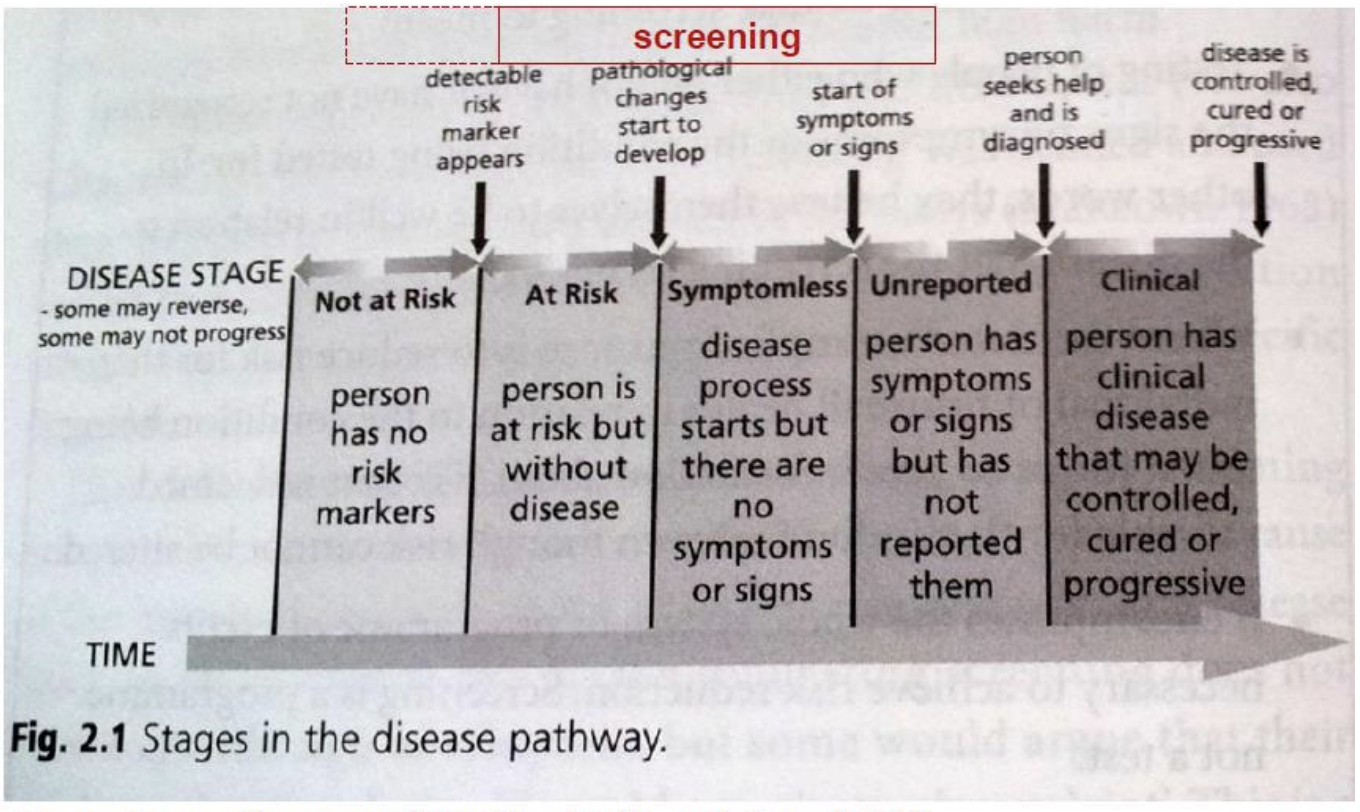 screening
detectable
risk
marker
appears
pathological
changes
start to
develop
start of
symptoms
or signs
person
seeks help
and is
diagnosed
disease is
controlled,
cured or
progressive
DISEASE STAGE
- some may reverse,
some may not progress
Not at Risk
person
has no
risk
markers
At Risk
person is
at risk but
without
disease
Symptomless
disease
process
starts but
there are
no
symptoms
or signs
Unreported
person has
symptoms
or signs
but has
not
reported
them
Clinical
person has
clinical
disease
that may be
controlled,
cured or
progressive
TIME
Fig. 2.1 Stages in the disease pathway.